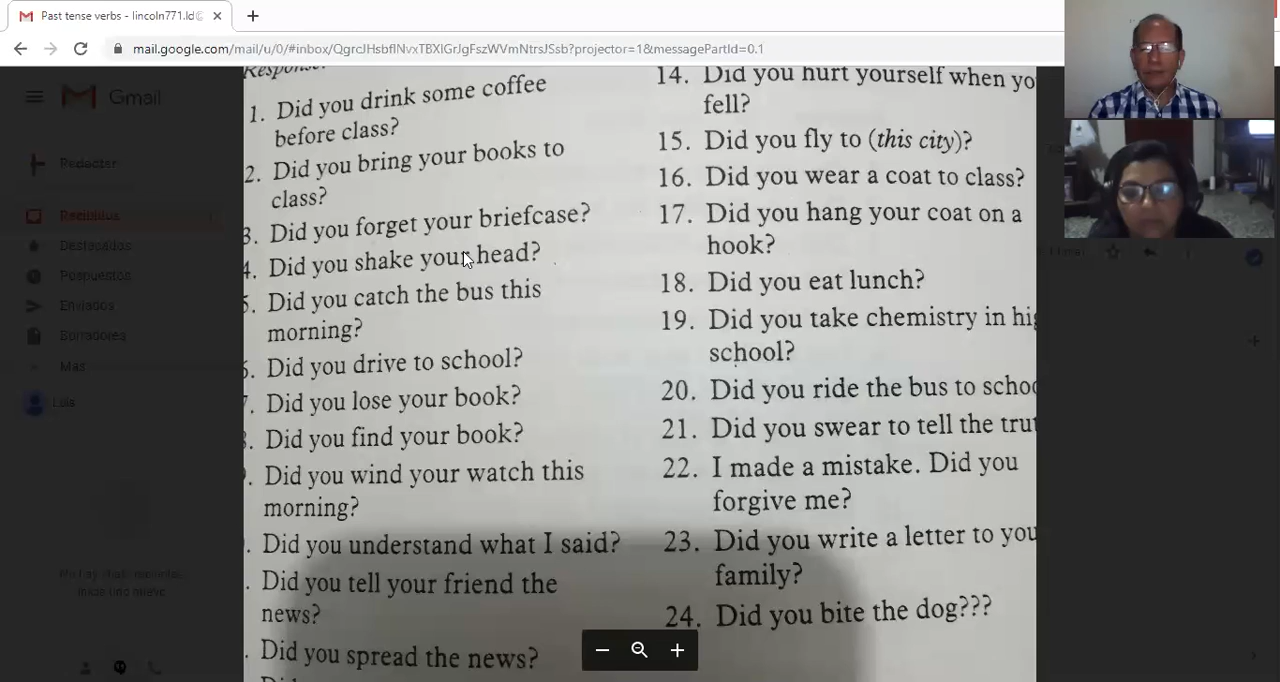 Past tense verbs - lincoln771.ld@
mail.google.com/mail/u/0/#inbox/QgrcJHsbflNvxTBXlGrJgFszWVmNtrsJSsb?projector=1&messagePartId=0.1
Gmail
Redactar
Recibidos
Destacados
Pospuestos
Enviados
Borradores
Más
Luis
Response:
1. Did you drink some coffee
before class?
2. Did you bring your books to
class?
3. Did you forget your briefcase?
4. Did you shake your head?
5. Did you catch the bus this
morning?
6. Did you drive to school?
7. Did you lose your book?
8. Did you find your book?
. Did you wind your watch this
morning?
. Did you understand what I said?
. Did you tell your friend the
news?
. Did you spread the news?
14. Did you hurt yourself when yo
fell?
15. Did you fly to (this city)?
16. Did you wear a coat to class?
17. Did you hang your coat on a
hook?
18. Did you eat lunch?
19. Did you take chemistry in hig
school?
20. Did you ride the bus to schoo
21. Did you swear to tell the trut
22. I made a mistake. Did you
forgive me?
23. Did you write a letter to you
family?
24. Did you bite the dog???